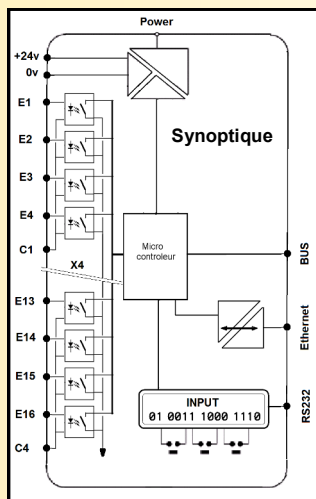 Power
+24v
0v
E1
Synoptique
E2
E3
E4
Micro
controleur
C1
BUS
X4
E13
Ethernet
E14
E15
INPUT
RS232
E16
01 0011 1000 1110
C4